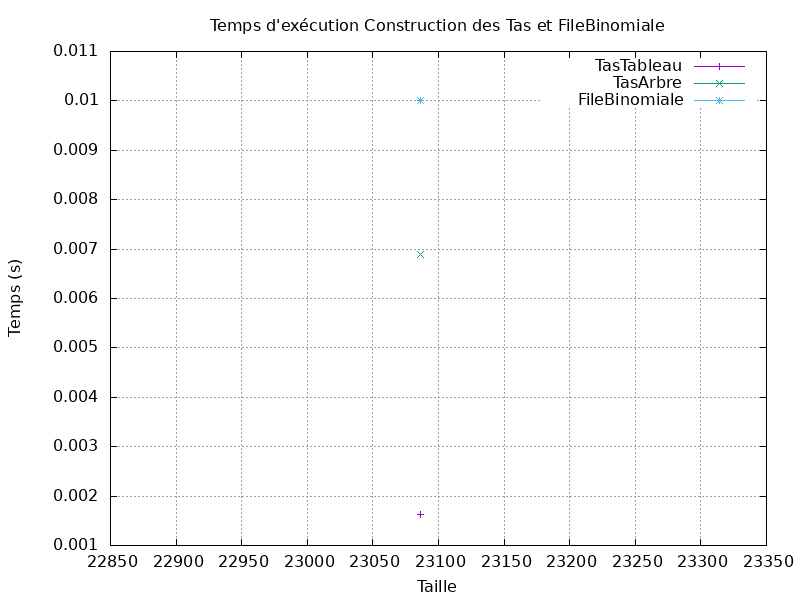 Temps d'exécution Construction des Tas et FileBinomiale
0.011
0.01
0.009
0.008
0.007
0.006
0.005
0.004
0.003
0.002
0.001
Temps (s)
TasTableau
TasArbre
FileBinomiale
22850 22900 22950 23000 23050 23100 23150 23200 23250 23300 23350
Taille